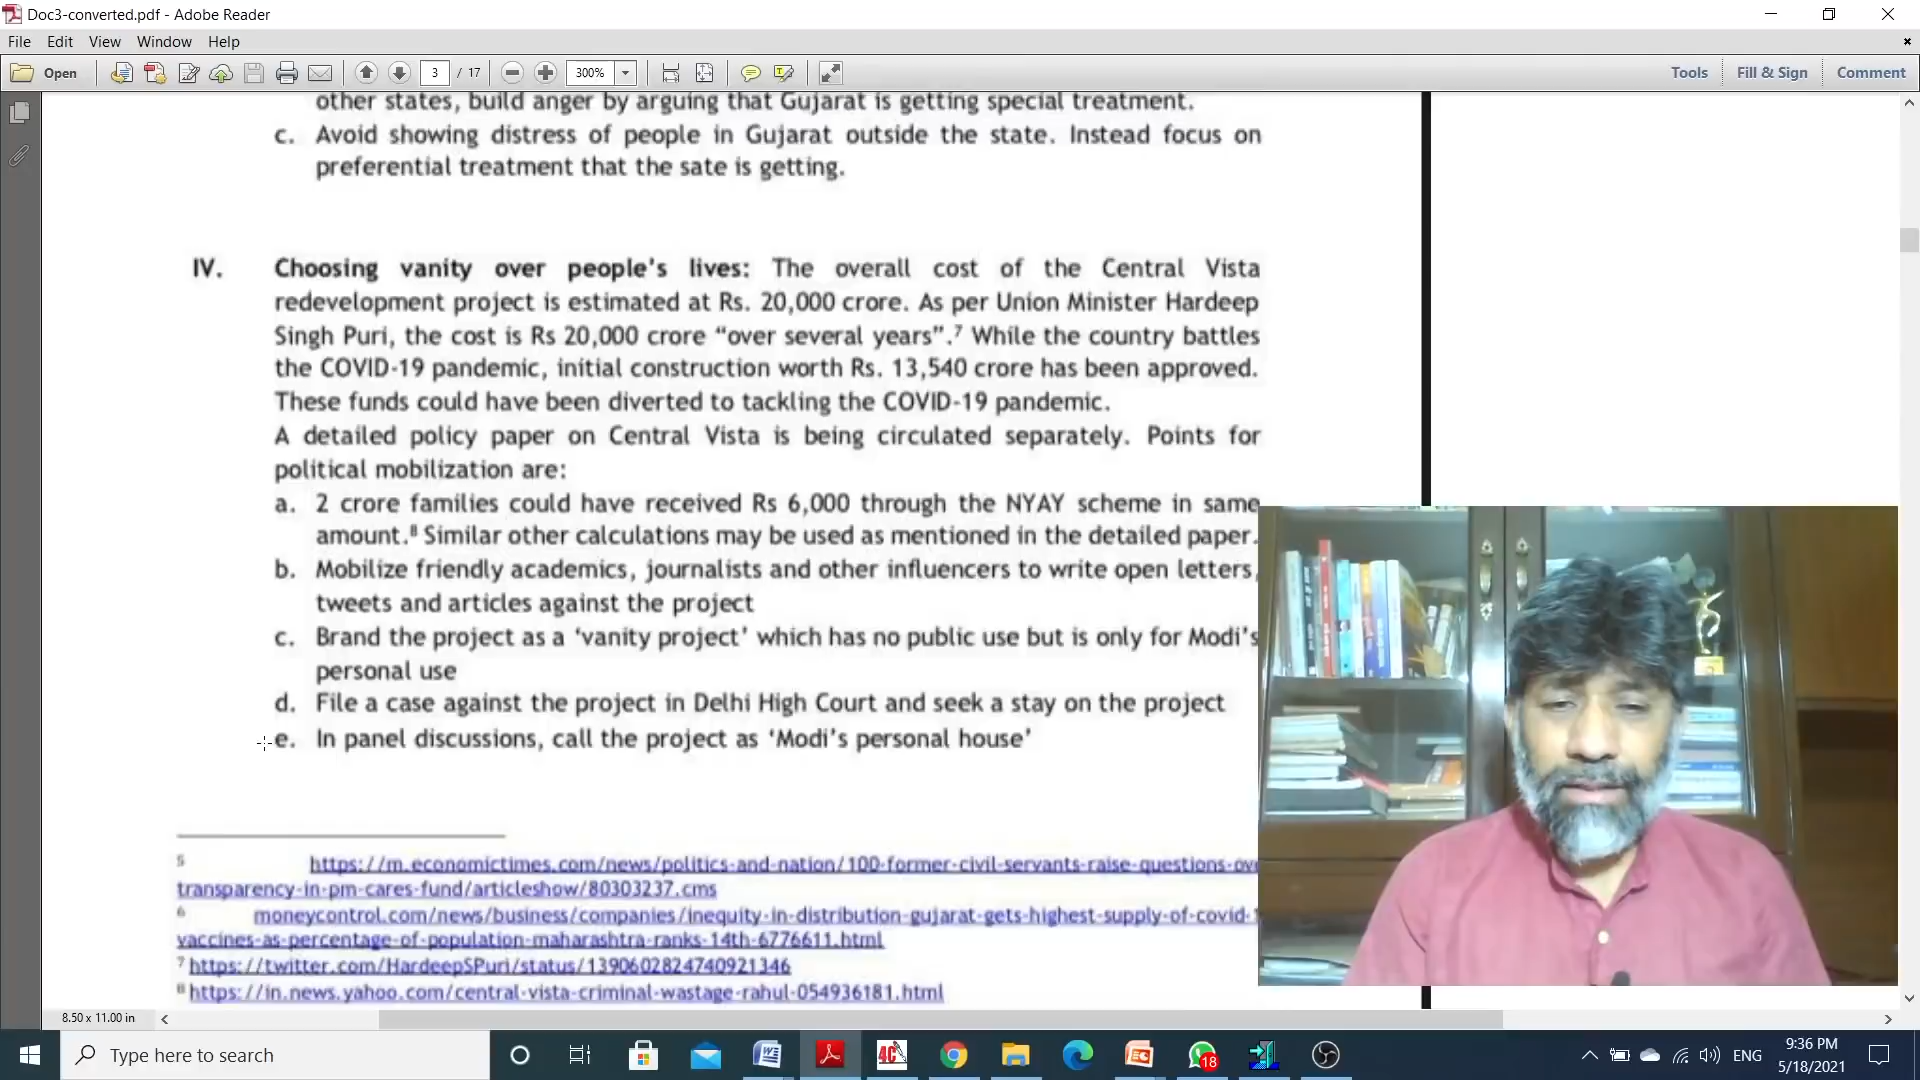 Doc3-converted.pdf - Adobe Reader
File Edit View Window Help
Open 3 / 17 300% Tools Fill & Sign Comment
other states, build anger by arguing that Gujarat is getting special treatment.
c. Avoid showing distress of people in Gujarat outside the state. Instead focus on
preferential treatment that the sate is getting.
IV. Choosing vanity over people's lives: The overall cost of the Central Vista
redevelopment project is estimated at Rs. 20,000 crore. As per Union Minister Hardeep
Singh Puri, the cost is Rs 20,000 crore "over several years".7 While the country battles
the COVID-19 pandemic, initial construction worth Rs. 13,540 crore has been approved.
These funds could have been diverted to tackling the COVID-19 pandemic.
A detailed policy paper on Central Vista is being circulated separately. Points for
political mobilization are:
a. 2 crore families could have received Rs 6,000 through the NYAY scheme in same
amount.8 Similar other calculations may be used as mentioned in the detailed paper.
b. Mobilize friendly academics, journalists and other influencers to write open letters,
tweets and articles against the project
c. Brand the project as a 'vanity project' which has no public use but is only for Modi's
personal use
d. File a case against the project in Delhi High Court and seek a stay on the project
e. In panel discussions, call the project as 'Modi's personal house'
5 https://m.economictimes.com/news/politics-and-nation/100-former-civil-servants-raise-questions-ov
transparency-in-pm-cares-fund/articleshow/80303237.cms
6 moneycontrol.com/news/business/companies/inequity-in-distribution-gujarat-gets-highest-supply-of-covid-
vaccines-as-percentage-of-population-maharashtra-ranks-14th-6776611.html
7 https://twitter.com/HardeepSPuri/status/1390602824740921346
8 https://in.news.yahoo.com/central-vista-criminal-wastage-rahul-054936181.html
8.50 x 11.00 in
Type here to search 18 ENG 9:36 PM
5/18/2021